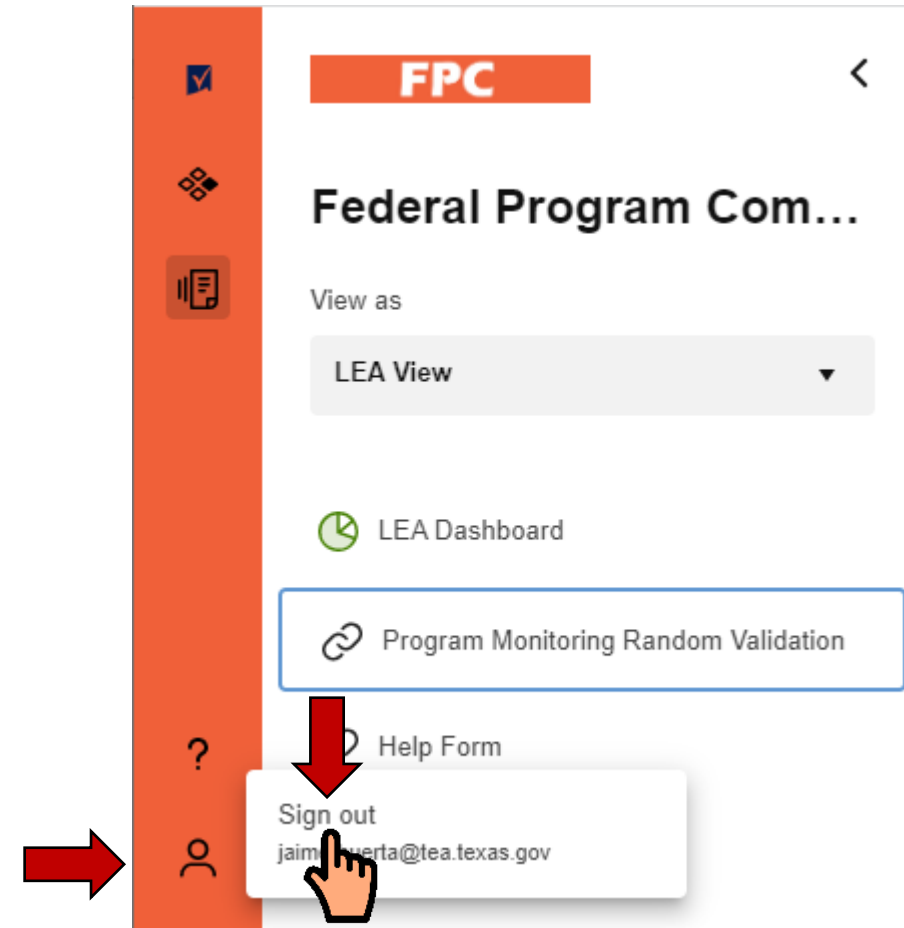 FPC
Federal Program Com...
View as
LEA View
LEA Dashboard
Program Monitoring Random Validation
Help Form
?
Sign out